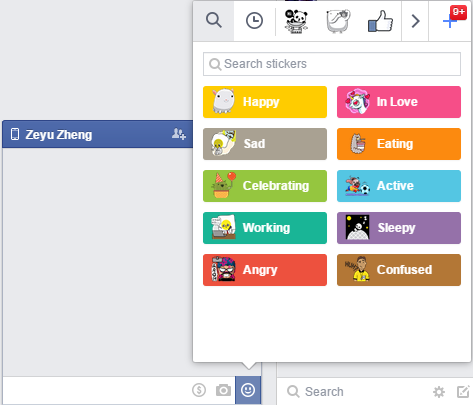 9+
Search stickers
Happy
In Love
Sad
Eating
Celebrating
Active
Working
Sleepy
Angry
Confused
Zeyu Zheng
$
Search